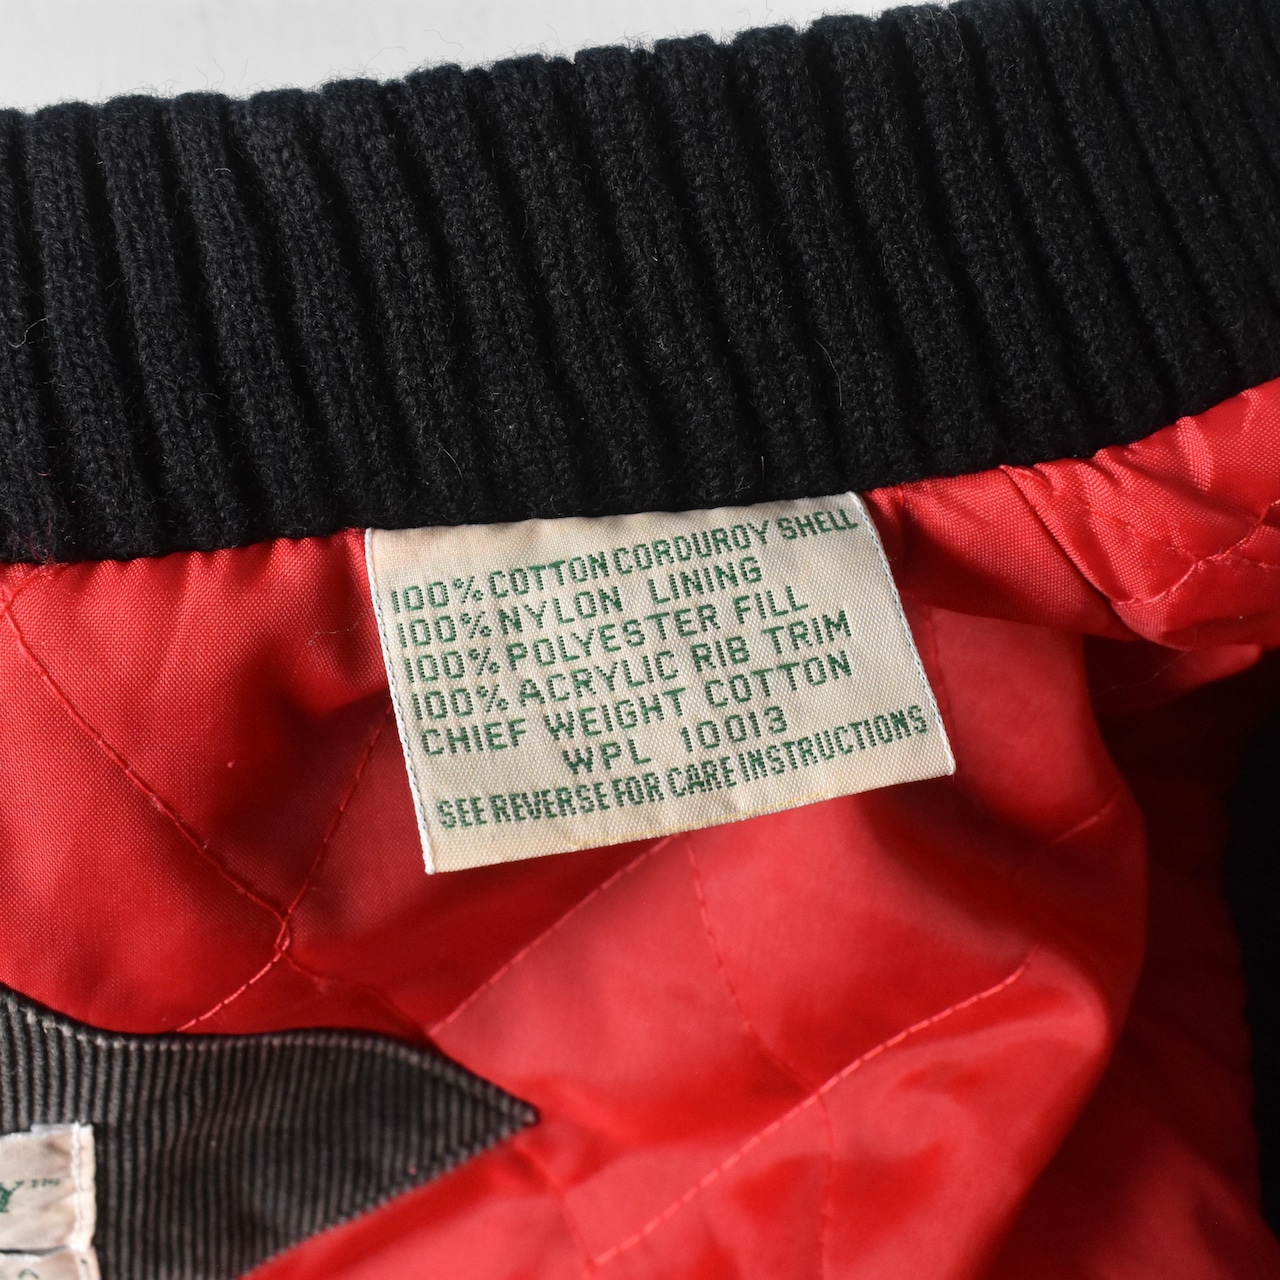 100% COTTON CORDUROY SHELL
100% NYLON LINING
100% POLYESTER FILL
100% ACRYLIC RIB TRIM
CHIEF WEIGHT COTTON
WPL 10013
SEE REVERSE FOR CARE INSTRUCTIONS